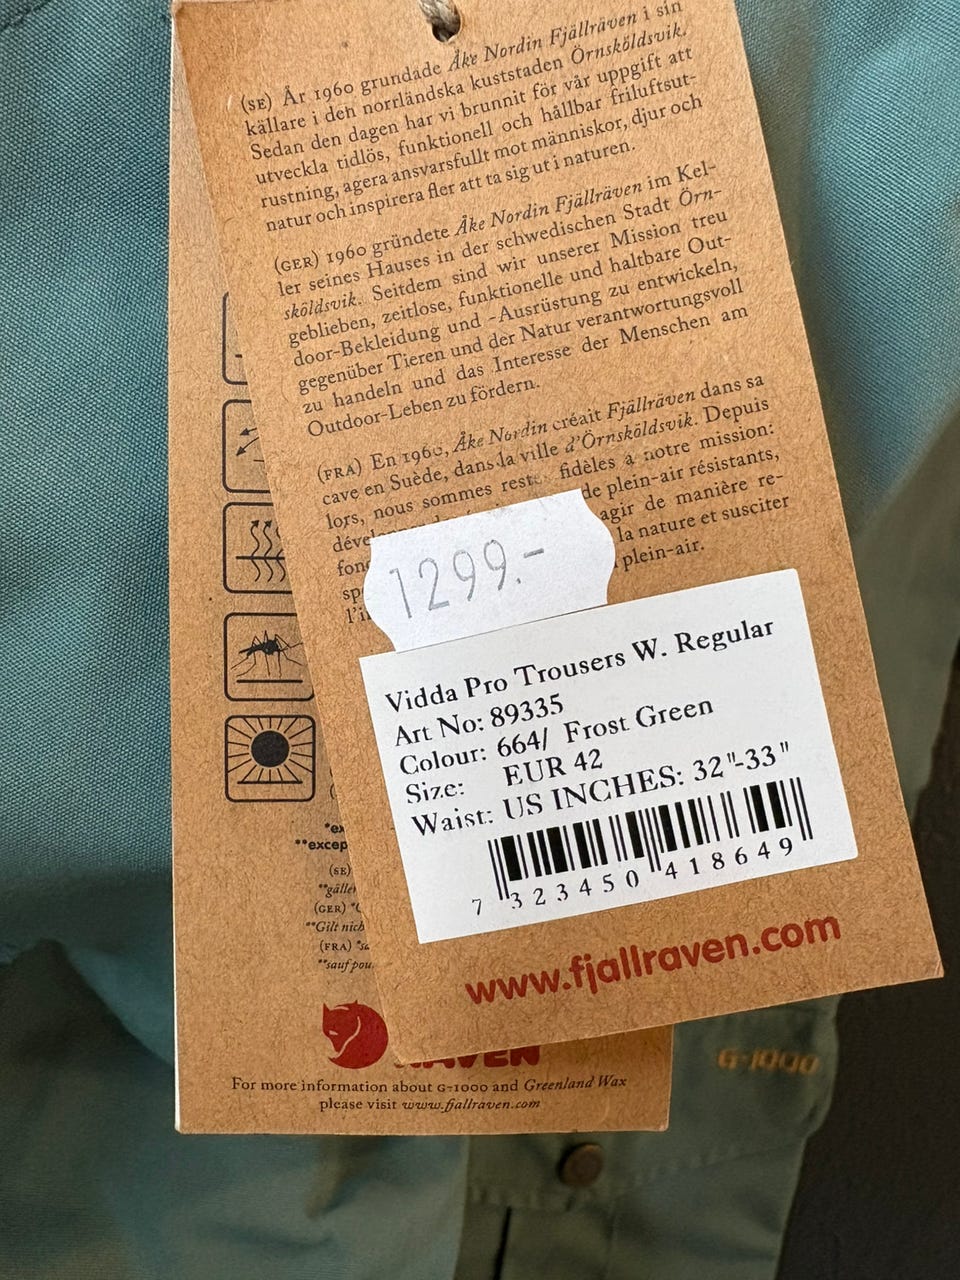 (SE) År 1960 grundade Åke Nordin Fjällräven i sin
källare i den norrländska kuststaden Örnsköldsvik.
Sedan den dagen har vi brunnit för vår uppgift att
utveckla tidlös, funktionell och hållbar friluftsut-
rustning, agera ansvarsfullt mot människor, djur och
natur och inspirera fler att ta sig ut i naturen.
(GER) 1960 gründete Åke Nordin Fjällräven im Kel-
ler seines Hauses in der schwedischen Stadt Örn-
sköldsvik. Seitdem sind wir unserer Mission treu
geblieben, zeitlose, funktionelle und haltbare Out-
door-Bekleidung und -Ausrüstung zu entwickeln,
gegenüber Tieren und der Natur verantwortungsvoll
zu handeln und das Interesse der Menschen am
Outdoor-Leben zu fördern.
(FRA) En 1960, Åke Nordin créait Fjällräven dans sa
cave en Suède, dans la ville d'Örnsköldsvik. Depuis
lors, nous sommes restés fidèles à notre mission:
de plein-air résistants,
agir de manière re-
la nature et susciter
plein-air.
1299.-
Vidda Pro Trousers W. Regular
Art No: 89335
Colour: 664/ Frost Green
Size: EUR 42
Waist: US INCHES: 32"-33"
7 323450 418649
www.fjallraven.com
**excep
(SE)
(GER)
**Gilt nich
(FRA)
**sauf pou
RAVEN
For more information about G-1000 and Greenland Wax
please visit www.fjallraven.com
G-1000